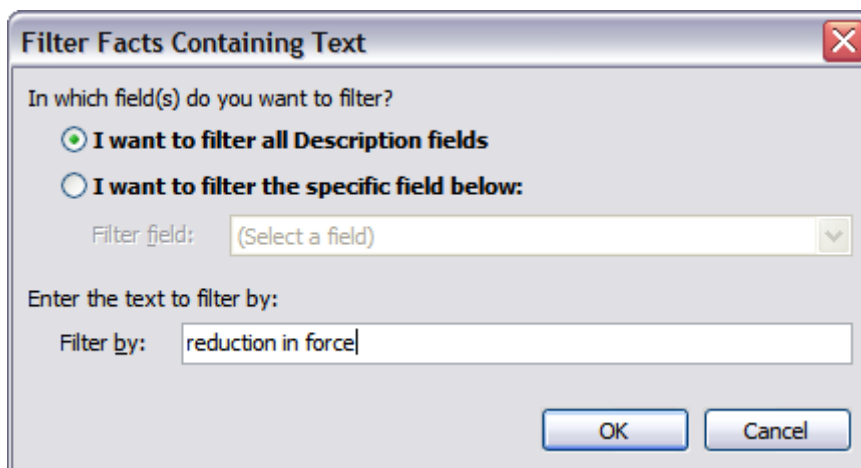 Filter Facts Containing Text
In which field(s) do you want to filter?
I want to filter all Description fields
I want to filter the specific field below:
Filter field: (Select a field)
Enter the text to filter by:
Filter by: reduction in force
OK Cancel